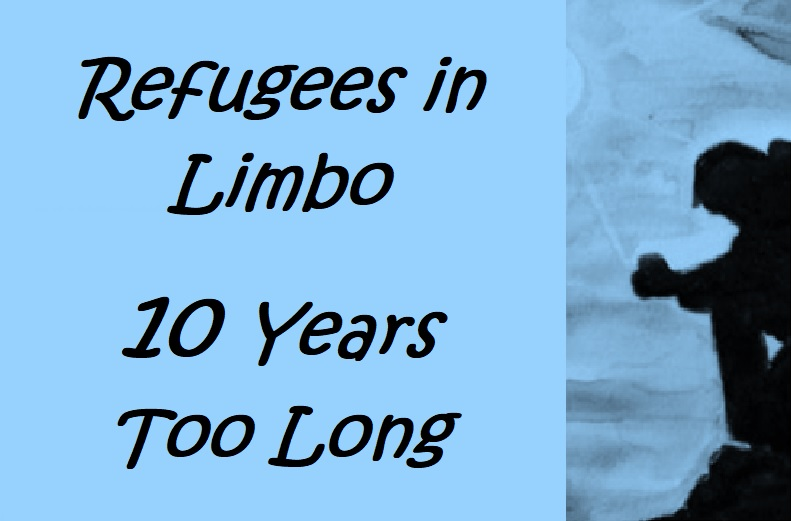 Refugees in
Limbo
10 Years
Too Long